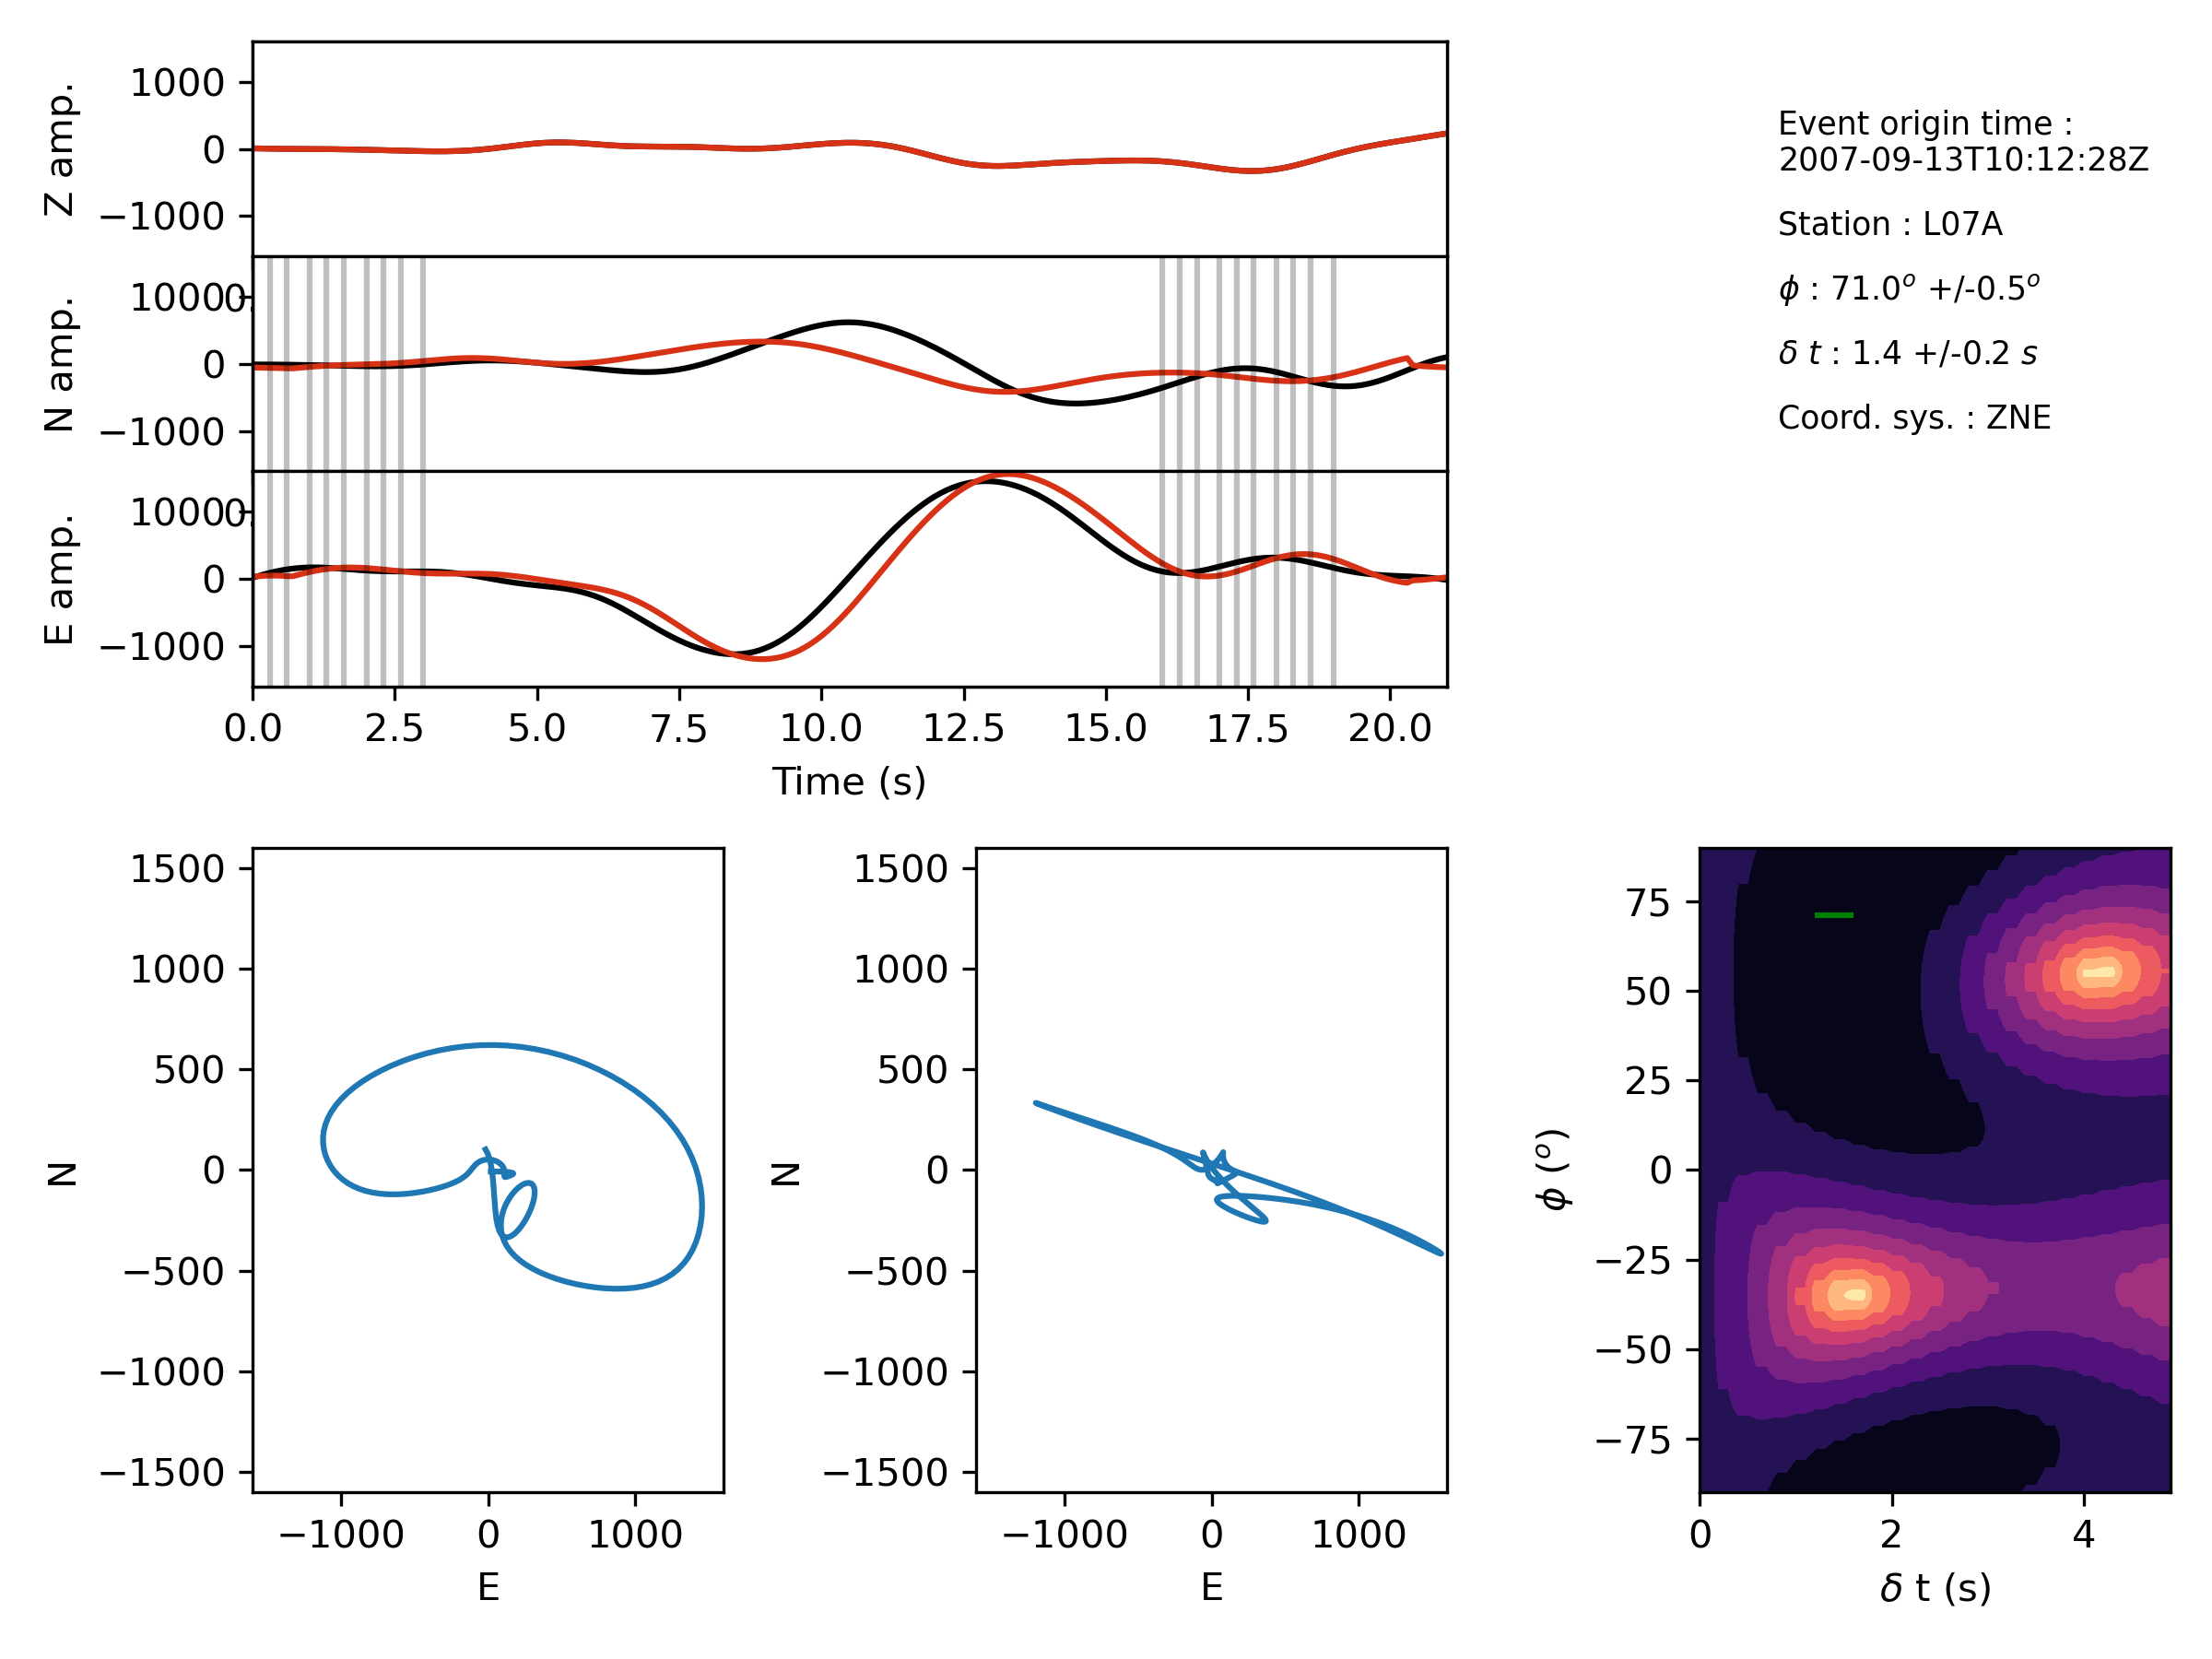 Z amp.
1000
0
−1000
N amp.
1000
0
−1000
E amp.
1000
0
−1000
0.0 2.5 5.0 7.5 10.0 12.5 15.0 17.5 20.0
Time (s)
Event origin time :
2007-09-13T10:12:28Z
Station : L07A
ϕ : 71.0° +/-0.5°
δ t : 1.4 +/-0.2 s
Coord. sys. : ZNE
N
1500
1000
500
0
−500
−1000
−1500
−1000 0 1000
E
N
1500
1000
500
0
−500
−1000
−1500
−1000 0 1000
E
ϕ (°)
75
50
25
0
−25
−50
−75
0 2 4
δ t (s)